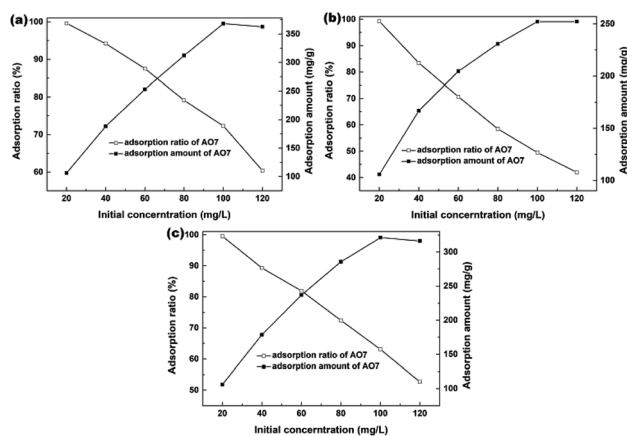 (a)
100
90
80
70
60
Adsorption ratio (%)
350
300
250
200
150
100
Adsorption amount (mg/g)
adsorption ratio of AO7
adsorption amount of AO7
20 40 60 80 100 120
Initial concerntration (mg/L)
(b)
100
90
80
70
60
50
40
Adsorption ratio (%)
250
200
150
100
Adsorption amount (mg/g)
adsorption ratio of AO7
adsorption amount of AO7
20 40 60 80 100 120
Initial concerntration (mg/L)
(c)
100
90
80
70
60
50
Adsorption ratio (%)
300
250
200
150
100
Adsorption amount (mg/g)
adsorption ratio of AO7
adsorption amount of AO7
20 40 60 80 100 120
Initial concerntration (mg/L)